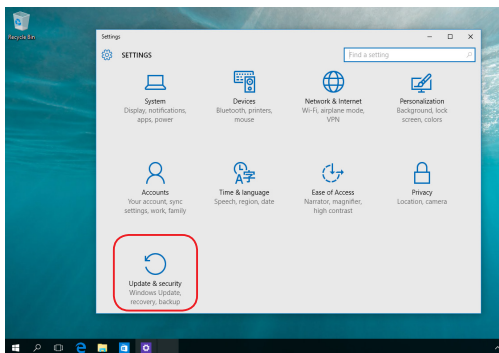 Recycle Bin
Settings
SETTINGS
Find a setting
System
Display, notifications,
apps, power
Devices
Bluetooth, printers,
mouse
Network & Internet
Wi-Fi, airplane mode,
VPN
Personalization
Background, lock
screen, colors
Accounts
Your account, sync
settings, work, family
Time & language
Speech, region, date
Ease of Access
Narrator, magnifier,
high contrast
Privacy
Location, camera
Update & security
Windows Update,
recovery, backup